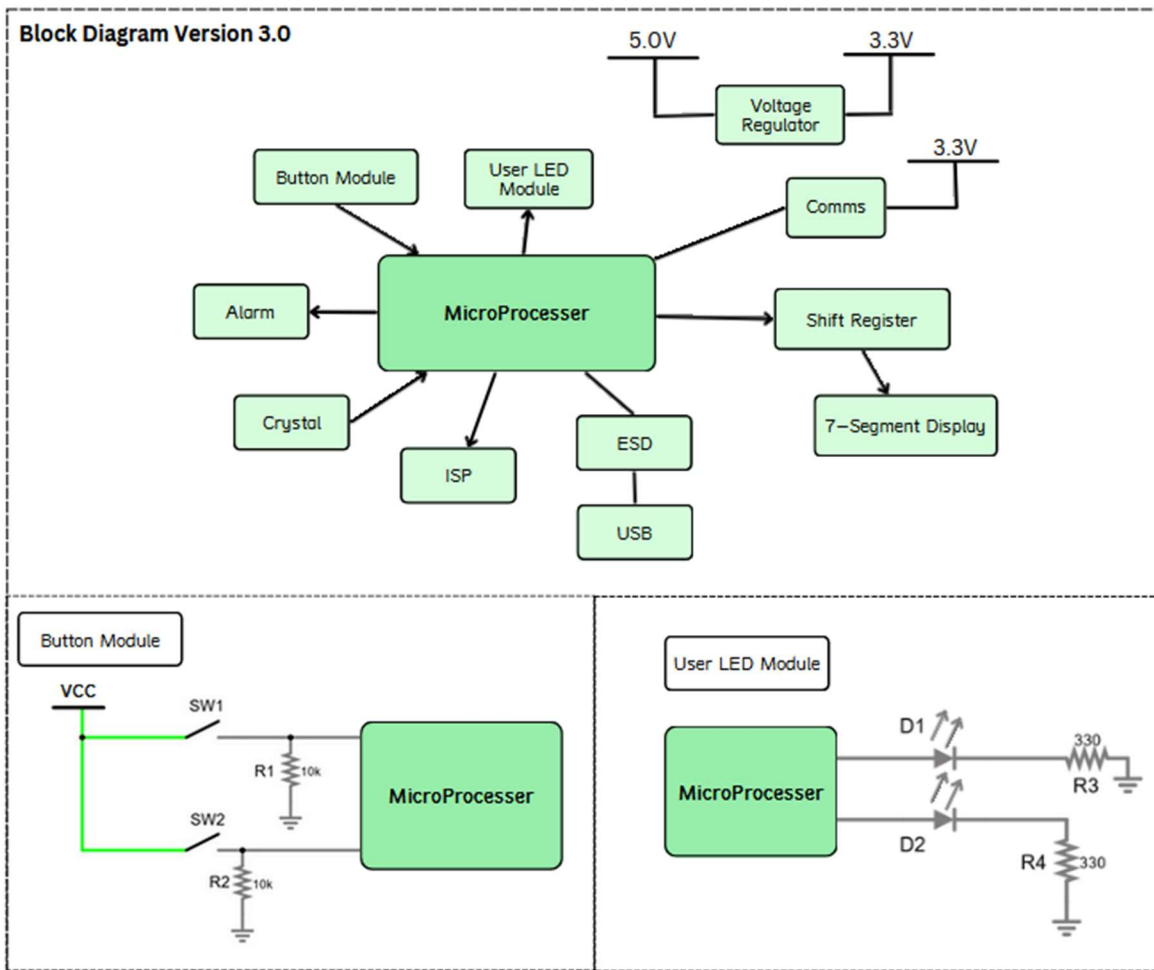 Block Diagram Version 3.0
5.0V
3.3V
Voltage
Regulator
3.3V
Button Module
User LED
Module
Comms
Alarm
MicroProcesser
Shift Register
Crystal
7-Segment Display
ISP
ESD
USB
Button Module
VCC
SW1
R1
10k
SW2
R2
10k
MicroProcesser
User LED Module
MicroProcesser
D1
330
R3
D2
R4
330